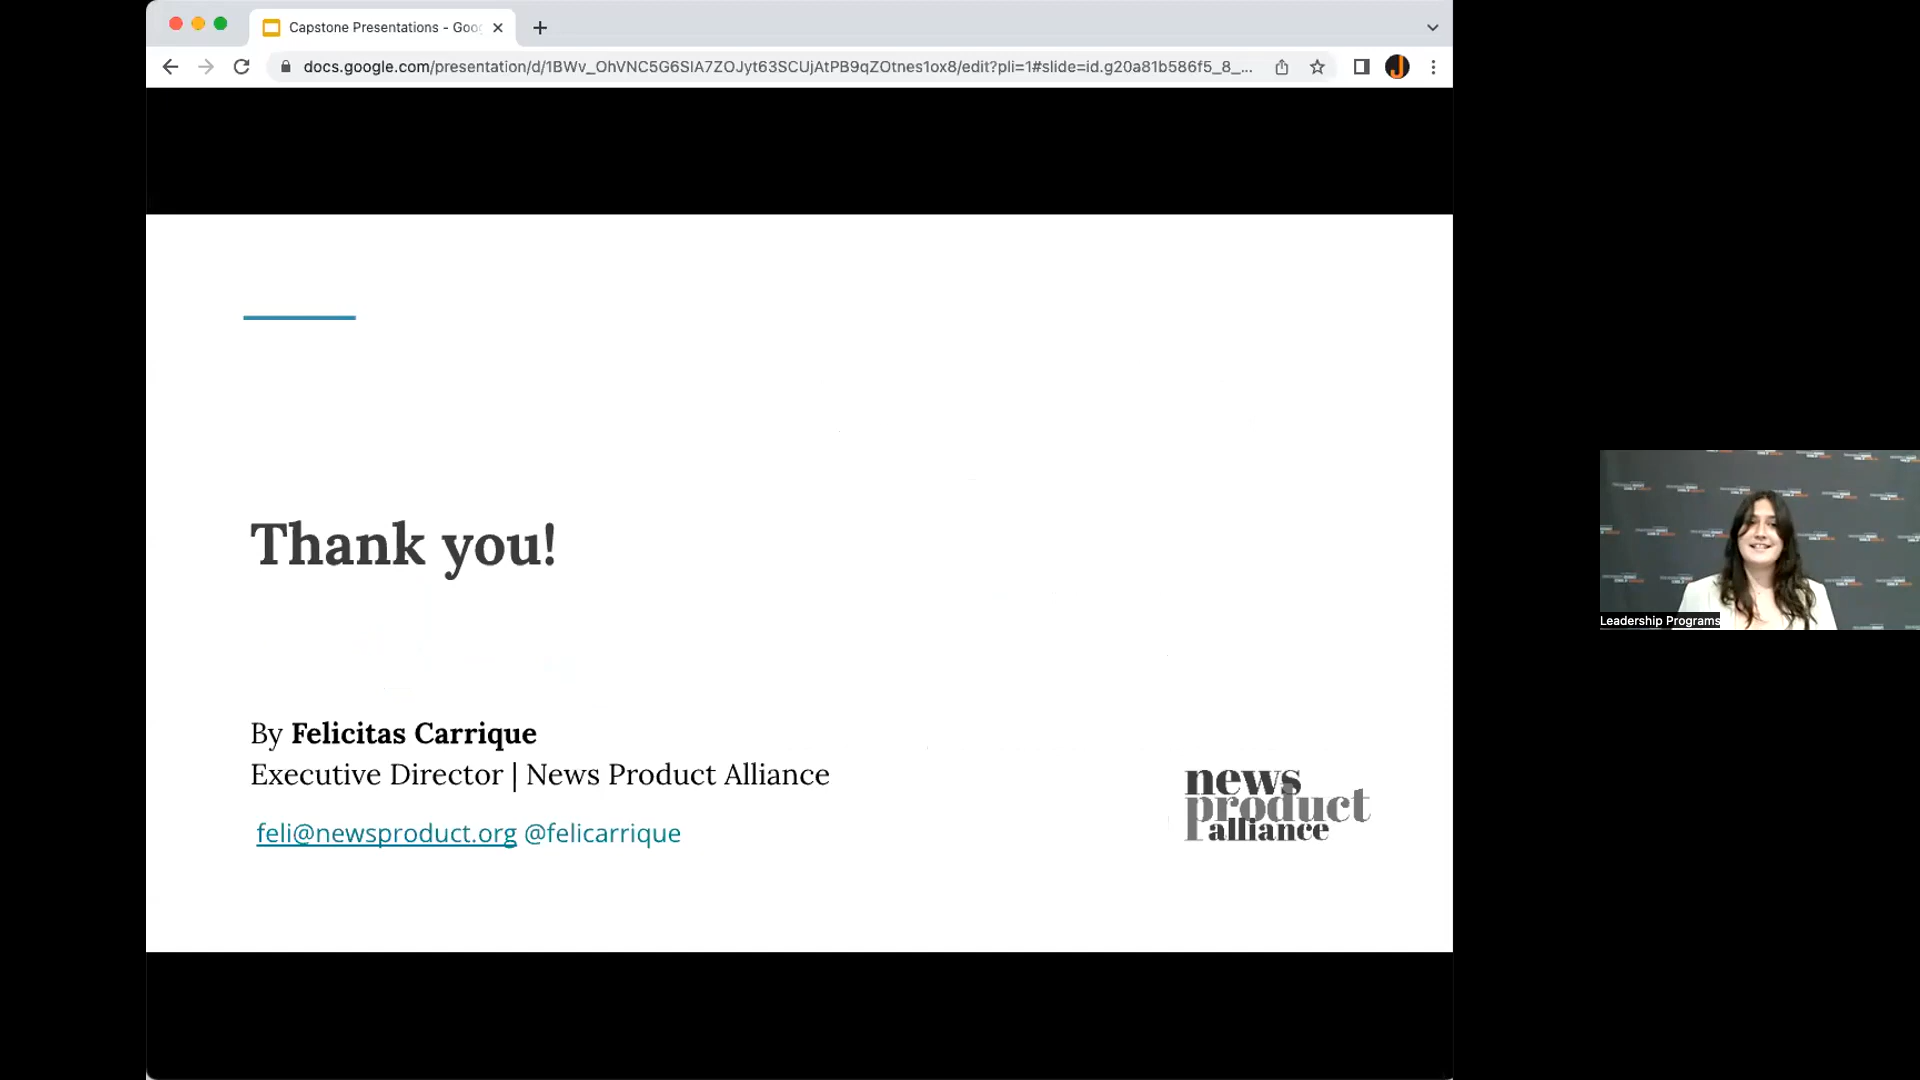 Capstone Presentations - Goo
docs.google.com/presentation/d/1BWv_OhVNC5G6SlA7ZOJyt63SCUjAtPB9qZOtnes1ox8/edit?pli=1#slide=id.g20a81b586f5_8_...
Thank you!
By Felicitas Carrique
Executive Director | News Product Alliance
feli@newsproduct.org @felicarrique
news
product
alliance
Leadership Programs